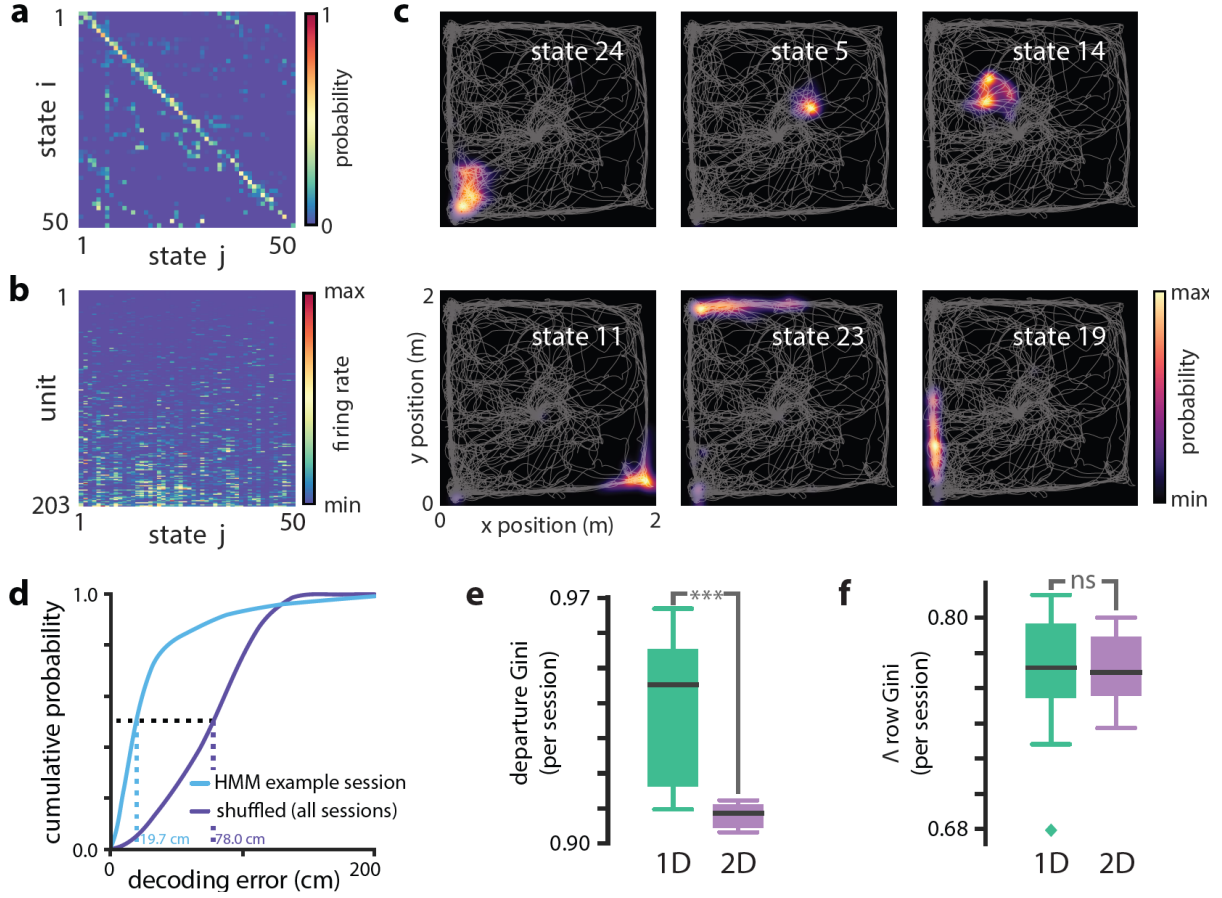 a
1
state i
50
1
50
state j
1
probability
0
b
1
unit
203
1
50
state j
max
firing rate
min
c
state 24
state 5
state 14
state 11
state 23
state 19
2
y position (m)
0
0
x position (m)
2
max
probability
min
d
1.0
cumulative probability
0.0
HMM example session
shuffled (all sessions)
19.7 cm
78.0 cm
0
decoding error (cm)
200
e
0.97
***
departure Gini
(per session)
0.90
1D
2D
f
ns
0.80
Λ row Gini
(per session)
0.68
1D
2D